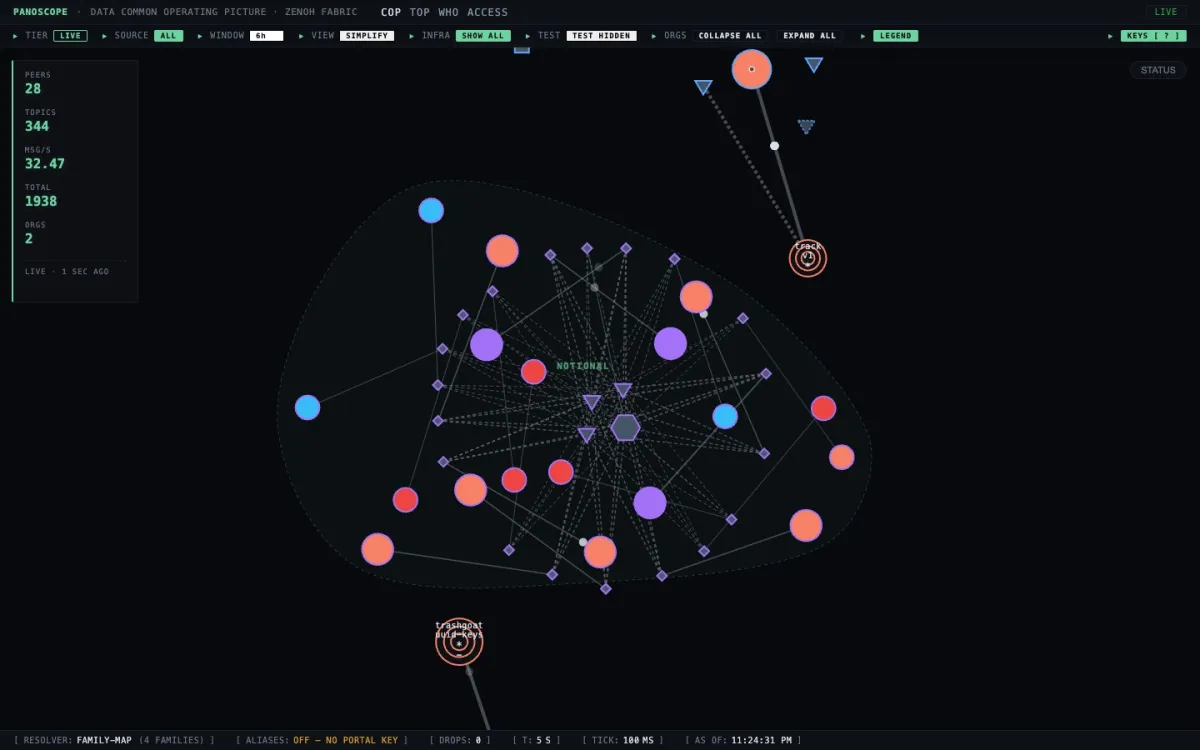 PANOSCOPE · DATA COMMON OPERATING PICTURE · ZENOH FABRIC COP TOP WHO ACCESS LIVE
▸ TIER LIVE ▸ SOURCE ALL ▸ WINDOW 6h ▸ VIEW SIMPLIFY ▸ INFRA SHOW ALL ▸ TEST TEST HIDDEN ▸ ORGS COLLAPSE ALL EXPAND ALL ▸ LEGEND ▸ KEYS [ ? ]
STATUS
PEERS
28
TOPICS
344
MSG/S
32.47
TOTAL
1938
ORGS
2
LIVE · 1 SEC AGO
track
v1
*
NOTIONAL
trashgoat
uuid-keys
*
[ RESOLVER: FAMILY-MAP (4 FAMILIES) ] [ ALIASES: OFF — NO PORTAL KEY ] [ DROPS: 0 ] [ T: 5 S ] [ TICK: 100 MS ] [ AS OF: 11:24:31 PM ]